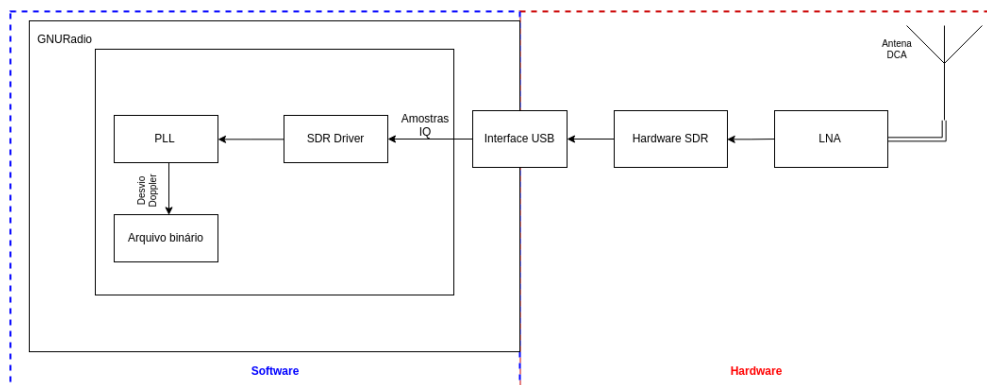 GNURadio
Antena
DCA
Amostras
IQ
PLL
SDR Driver
Interface USB
Hardware SDR
LNA
Desvio
Doppler
Arquivo binário
Software
Hardware